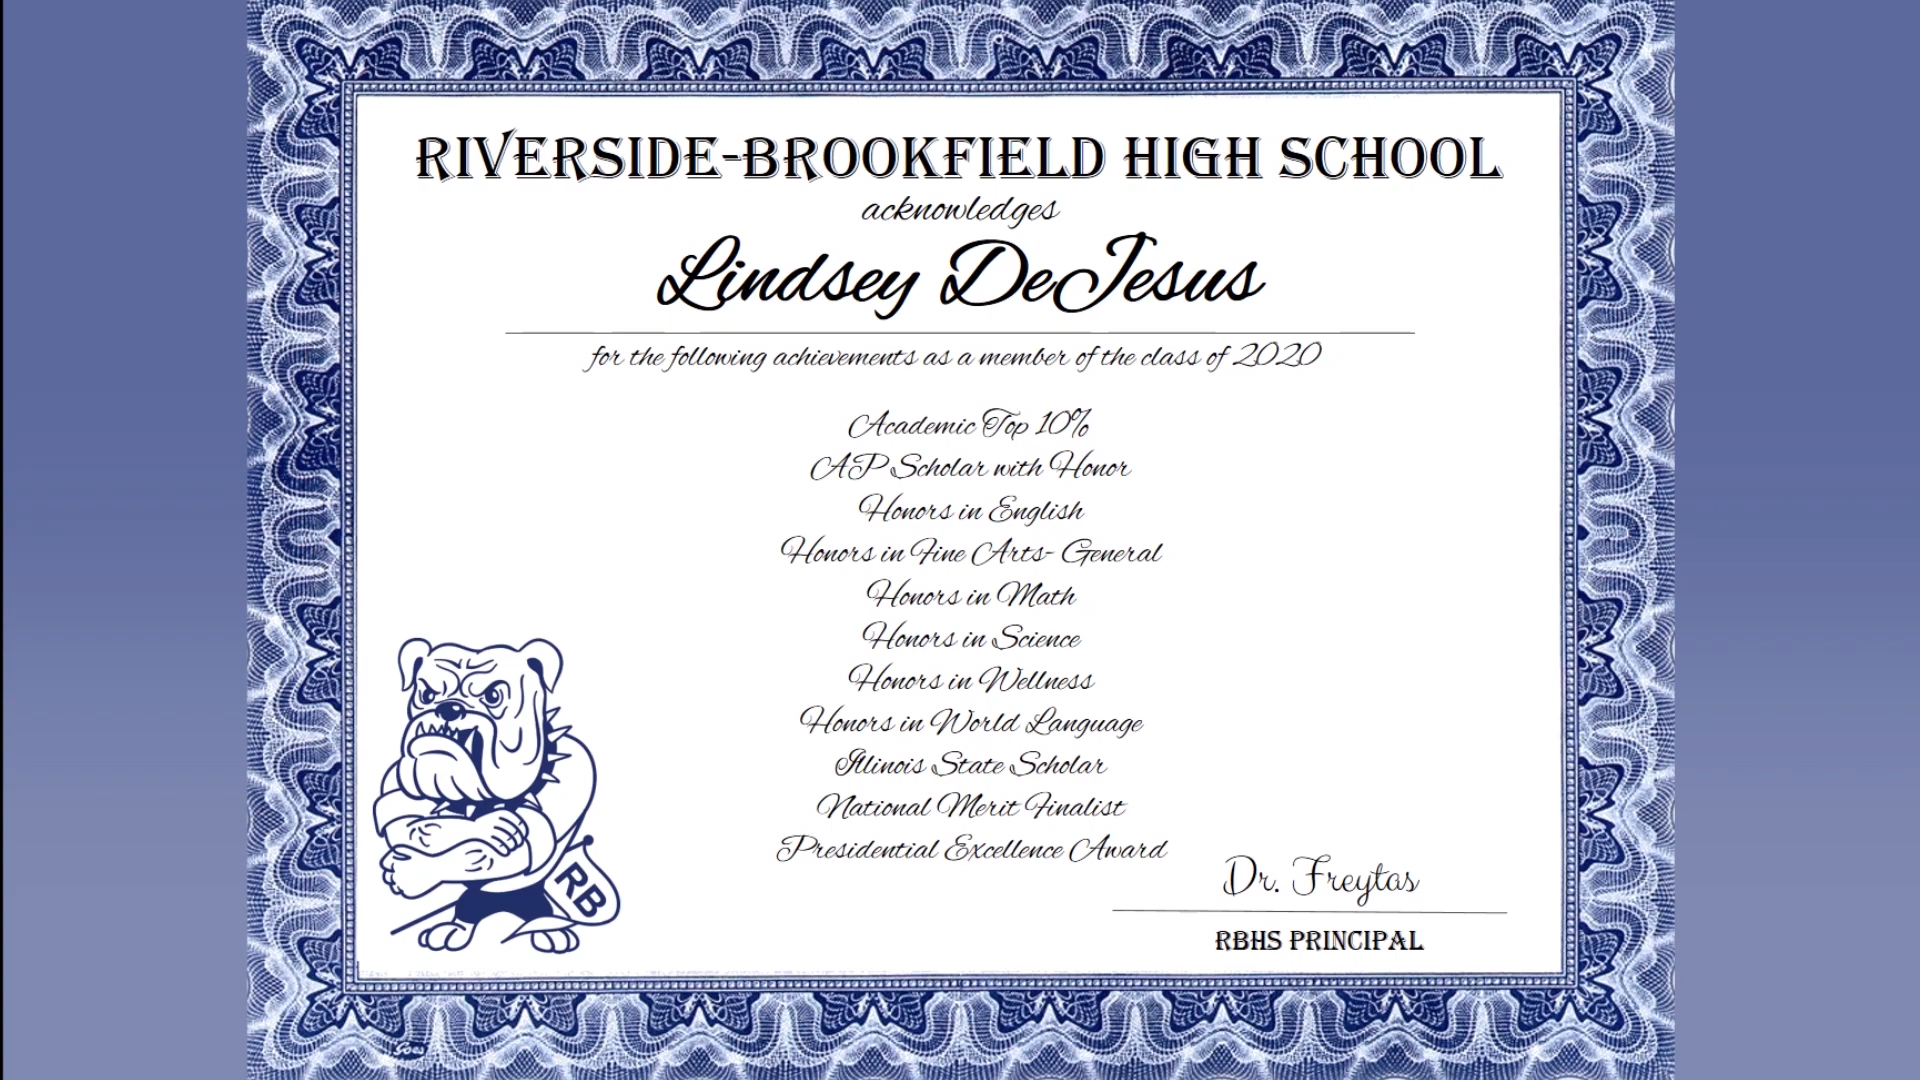 RIVERSIDE-BROOKFIELD HIGH SCHOOL
acknowledges
Lindsey DeJesus
for the following achievements as a member of the class of 2020
Academic Top 10%
AP Scholar with Honor
Honors in English
Honors in Fine Arts- General
Honors in Math
Honors in Science
Honors in Wellness
Honors in World Language
Illinois State Scholar
National Merit Finalist
Presidential Excellence Award
Dr. Freytas
RBHS PRINCIPAL
RB
Goes